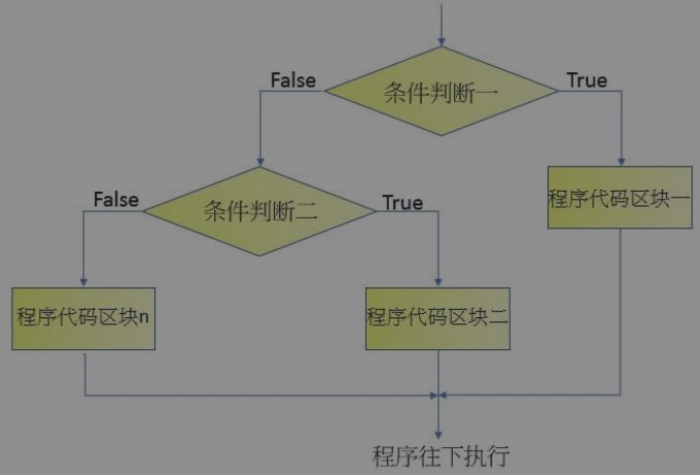 条件判断一
False
True
条件判断二
False
True
程序代码区块一
程序代码区块n
程序代码区块二
程序往下执行